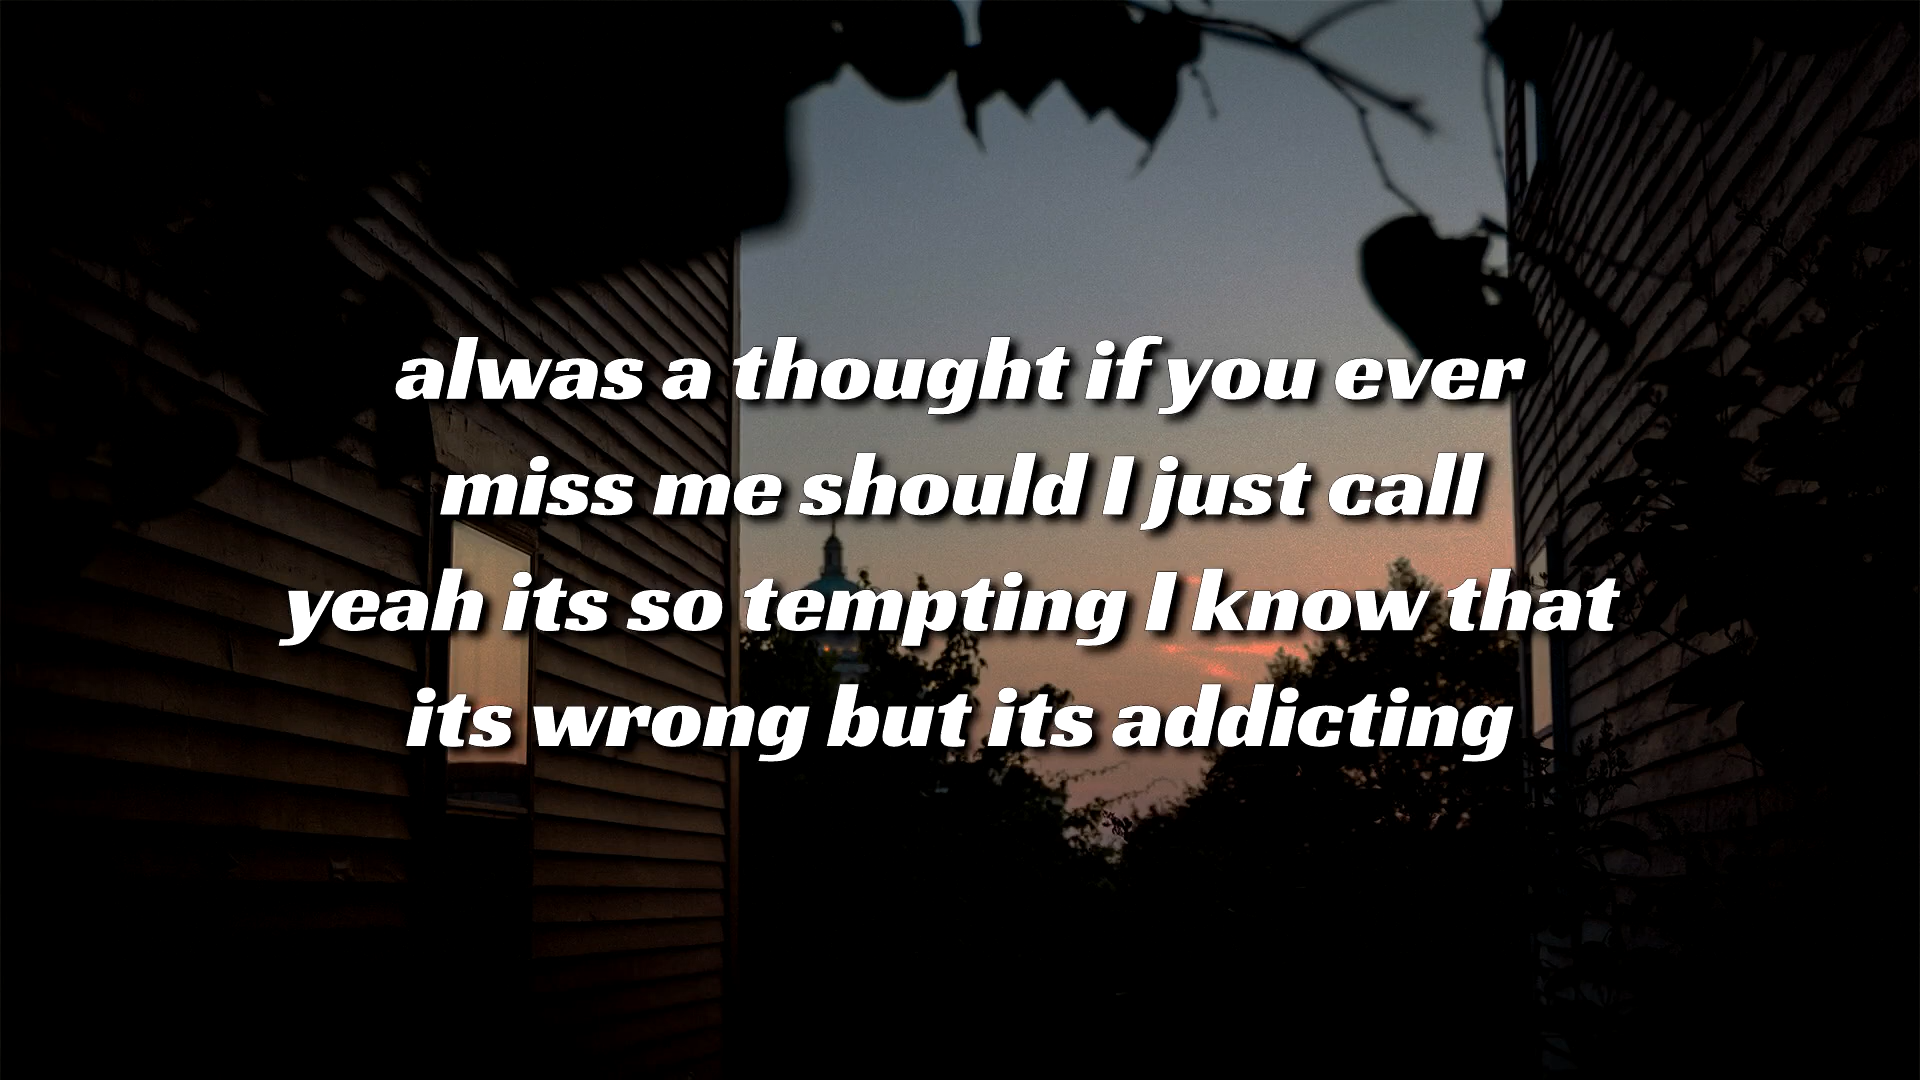 alwas a thought if you ever
miss me should I just call
yeah its so tempting I know that
its wrong but its addicting